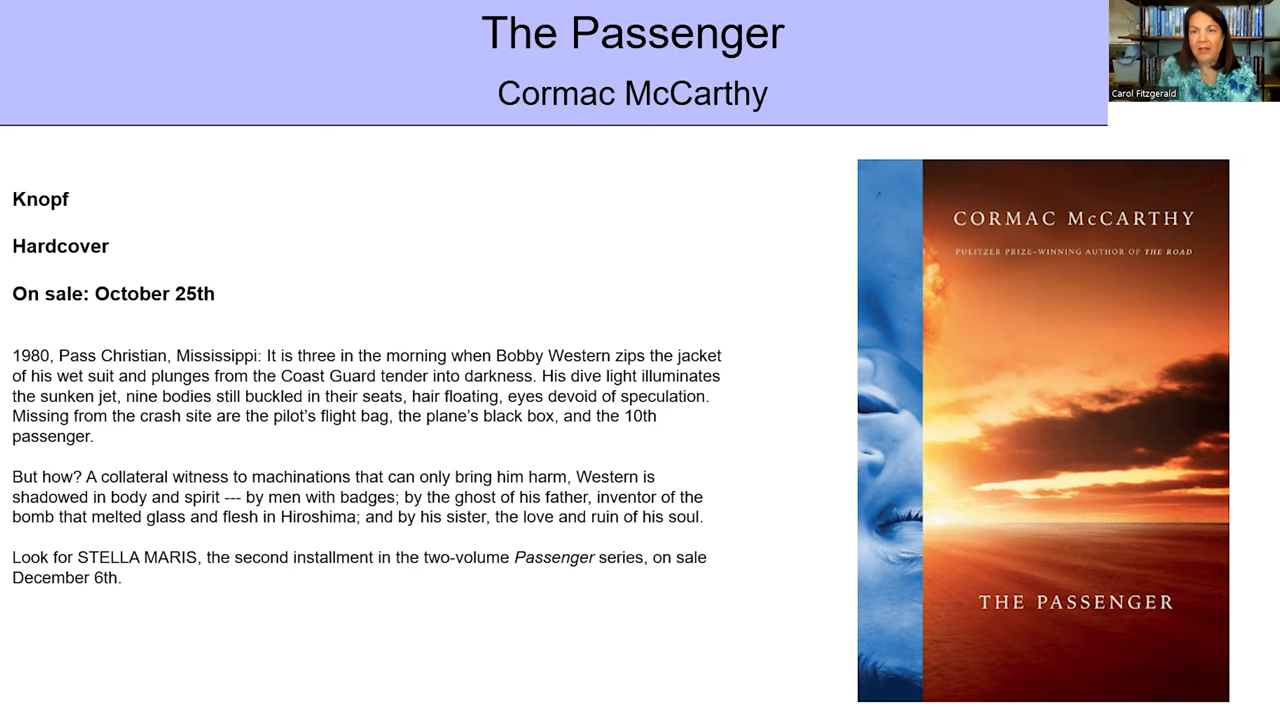 The Passenger
Cormac McCarthy
Carol Fitzgerald
Knopf
Hardcover
On sale: October 25th
1980, Pass Christian, Mississippi: It is three in the morning when Bobby Western zips the jacket
of his wet suit and plunges from the Coast Guard tender into darkness. His dive light illuminates
the sunken jet, nine bodies still buckled in their seats, hair floating, eyes devoid of speculation.
Missing from the crash site are the pilot's flight bag, the plane's black box, and the 10th
passenger.
But how? A collateral witness to machinations that can only bring him harm, Western is
shadowed in body and spirit --- by men with badges; by the ghost of his father, inventor of the
bomb that melted glass and flesh in Hiroshima; and by his sister, the love and ruin of his soul.
Look for STELLA MARIS, the second installment in the two-volume Passenger series, on sale
December 6th.
CORMAC McCARTHY
PULITZER PRIZE–WINNING AUTHOR OF THE ROAD
THE PASSENGER